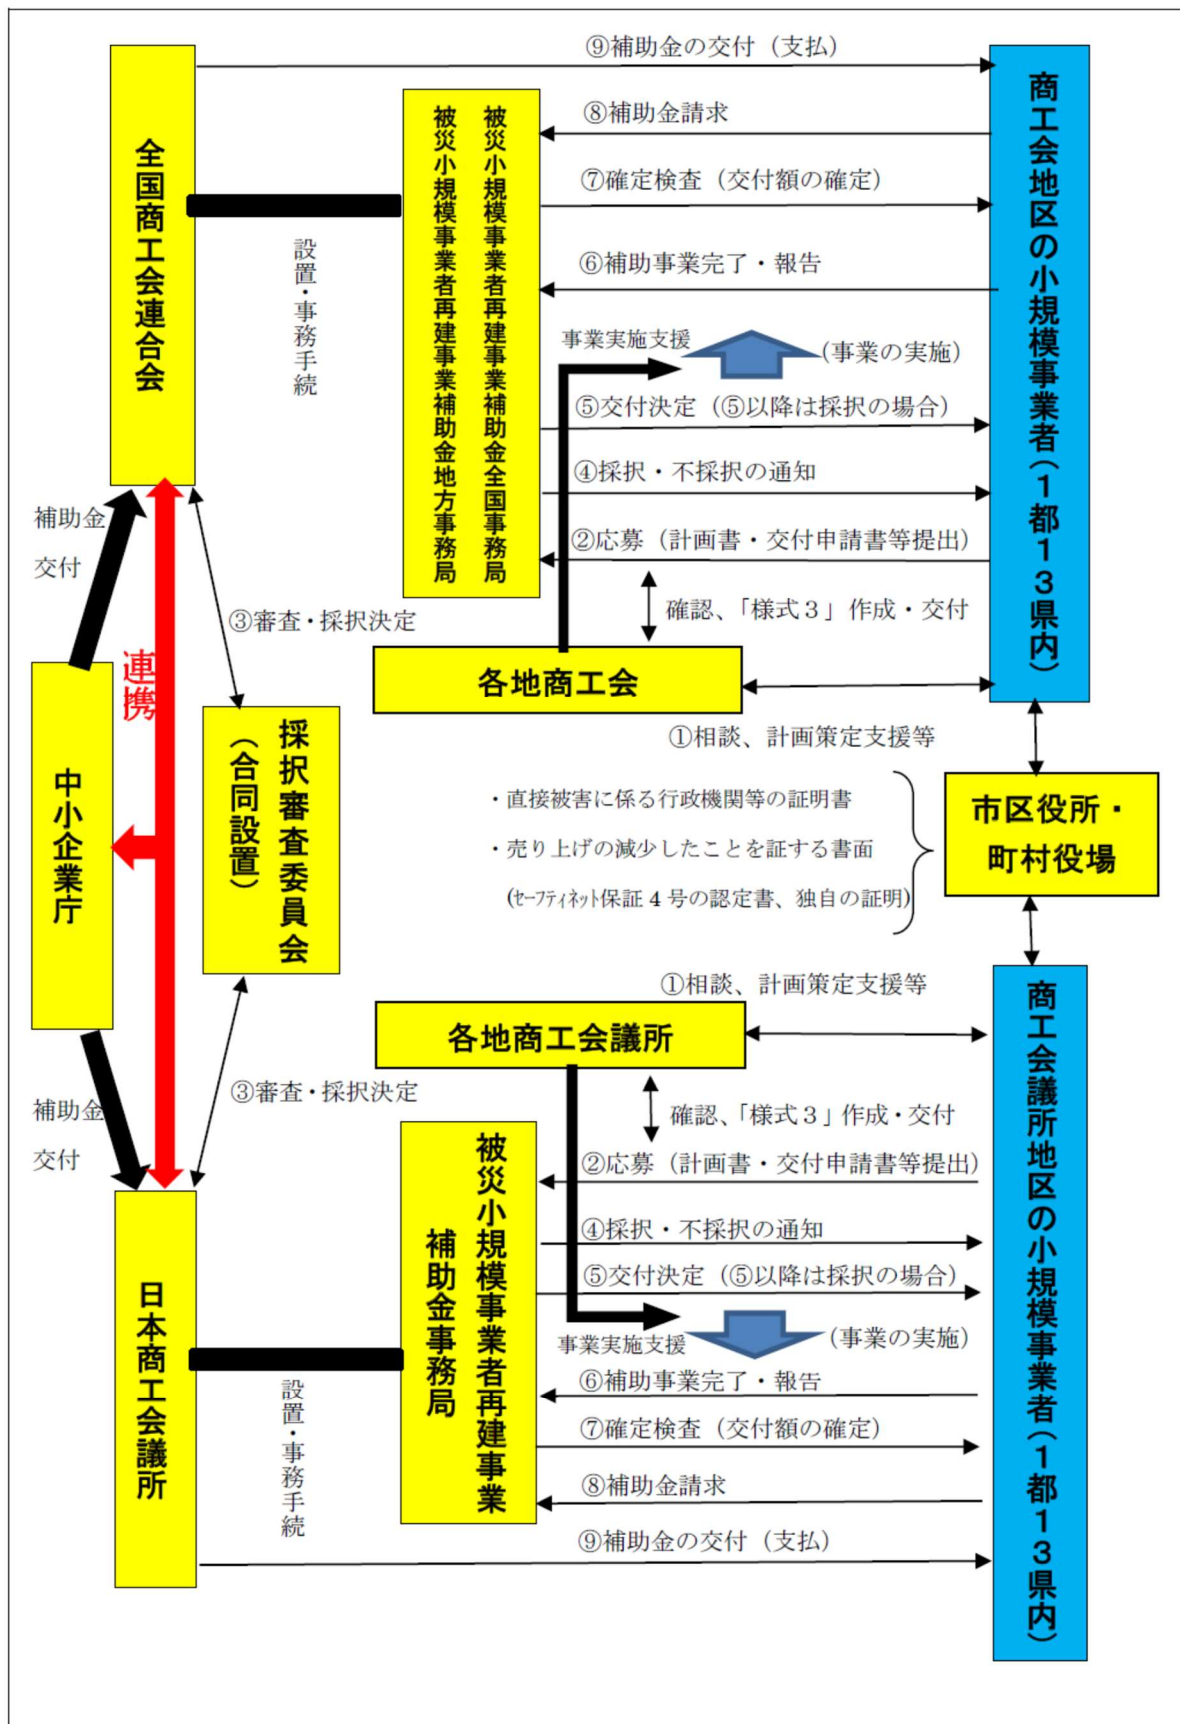 ⑨補助金の交付（支払）
全国商工会連合会
被災小規模事業者再建事業補助金全国事務局
被災小規模事業者再建事業補助金地方事務局
商工会地区の小規模事業者（１都１３県内）
⑧補助金請求
⑦確定検査（交付額の確定）
設置・事務手続
⑥補助事業完了・報告
事業実施支援
(事業の実施)
⑤交付決定（⑤以降は採択の場合）
④採択・不採択の通知
②応募（計画書・交付申請書等提出）
補助金
交付
③審査・採択決定
確認、「様式３」作成・交付
連携
各地商工会
①相談、計画策定支援等
中小企業庁
採択審査委員会
（合同設置）
・直接被害に係る行政機関等の証明書
・売り上げの減少したことを証する書面
(ｾｰﾌﾃｨﾈｯﾄ保証 4 号の認定書、独自の証明)
市区役所・
町村役場
①相談、計画策定支援等
各地商工会議所
商工会議所地区の小規模事業者（１都１３県内）
③審査・採択決定
補助金
交付
確認、「様式３」作成・交付
被災小規模事業者再建事業
補助金事務局
②応募（計画書・交付申請書等提出）
④採択・不採択の通知
⑤交付決定（⑤以降は採択の場合）
日本商工会議所
事業実施支援
(事業の実施)
設置・事務手続
⑥補助事業完了・報告
⑦確定検査（交付額の確定）
⑧補助金請求
⑨補助金の交付（支払）